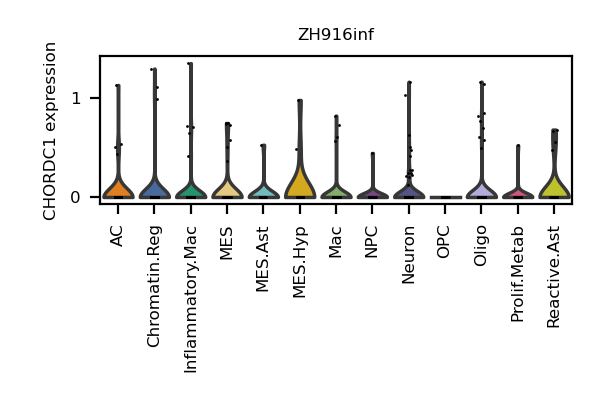 ZH916inf
CHORDC1 expression
1
0
AC
Chromatin.Reg
Inflammatory.Mac
MES
MES.Ast
MES.Hyp
Mac
NPC
Neuron
OPC
Oligo
Prolif.Metab
Reactive.Ast